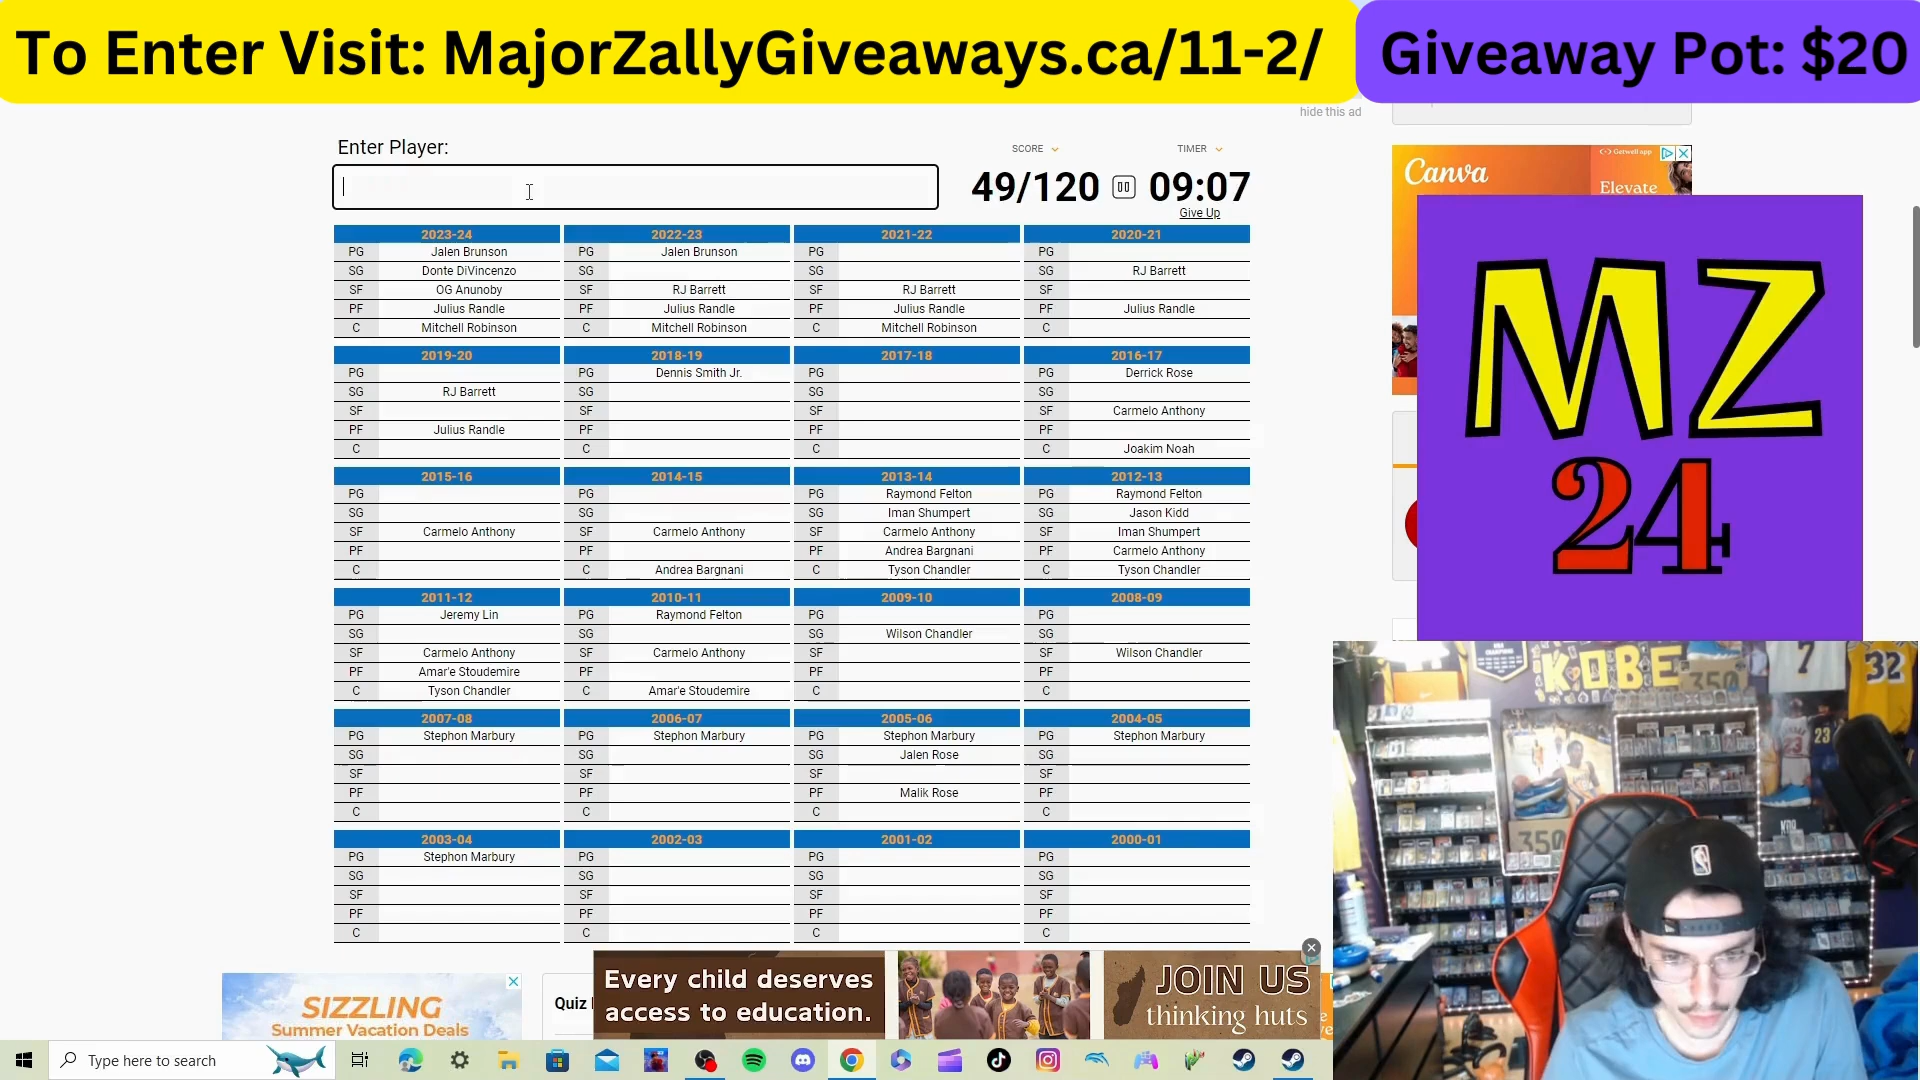 To Enter Visit: MajorZallyGiveaways.ca/11-2/
Giveaway Pot: $20
hide this ad
Enter Player:
SCORE
TIMER
49/120
09:07
Give Up
2023-24
PG Jalen Brunson
SG Donte DiVincenzo
SF OG Anunoby
PF Julius Randle
C Mitchell Robinson
2022-23
PG Jalen Brunson
SG
SF RJ Barrett
PF Julius Randle
C Mitchell Robinson
2021-22
PG
SG
SF RJ Barrett
PF Julius Randle
C Mitchell Robinson
2020-21
PG
SG RJ Barrett
SF
PF Julius Randle
C
2019-20
PG
SG RJ Barrett
SF
PF Julius Randle
C
2018-19
PG Dennis Smith Jr.
SG
SF
PF
C
2017-18
PG
SG
SF
PF
C
2016-17
PG Derrick Rose
SG
SF Carmelo Anthony
PF
C Joakim Noah
2015-16
PG
SG
SF Carmelo Anthony
PF
C
2014-15
PG
SG
SF Carmelo Anthony
PF
C Andrea Bargnani
2013-14
PG Raymond Felton
SG Iman Shumpert
SF Carmelo Anthony
PF Andrea Bargnani
C Tyson Chandler
2012-13
PG Raymond Felton
SG Jason Kidd
SF Iman Shumpert
PF Carmelo Anthony
C Tyson Chandler
2011-12
PG Jeremy Lin
SG
SF Carmelo Anthony
PF Amar'e Stoudemire
C Tyson Chandler
2010-11
PG Raymond Felton
SG
SF Carmelo Anthony
PF
C Amar'e Stoudemire
2009-10
PG
SG Wilson Chandler
SF
PF
C
2008-09
PG
SG
SF Wilson Chandler
PF
C
2007-08
PG Stephon Marbury
SG
SF
PF
C
2006-07
PG Stephon Marbury
SG
SF
PF
C
2005-06
PG Stephon Marbury
SG Jalen Rose
SF
PF Malik Rose
C
2004-05
PG Stephon Marbury
SG
SF
PF
C
2003-04
PG Stephon Marbury
SG
SF
PF
C
2002-03
PG
SG
SF
PF
C
2001-02
PG
SG
SF
PF
C
2000-01
PG
SG
SF
PF
C
Canva
Getwell app
Elevate
MZ
24
KOBE
350
7
32
23
350
SIZZLING
Summer Vacation Deals
Quiz
Every child deserves
access to education.
JOIN US
thinking huts
Type here to search